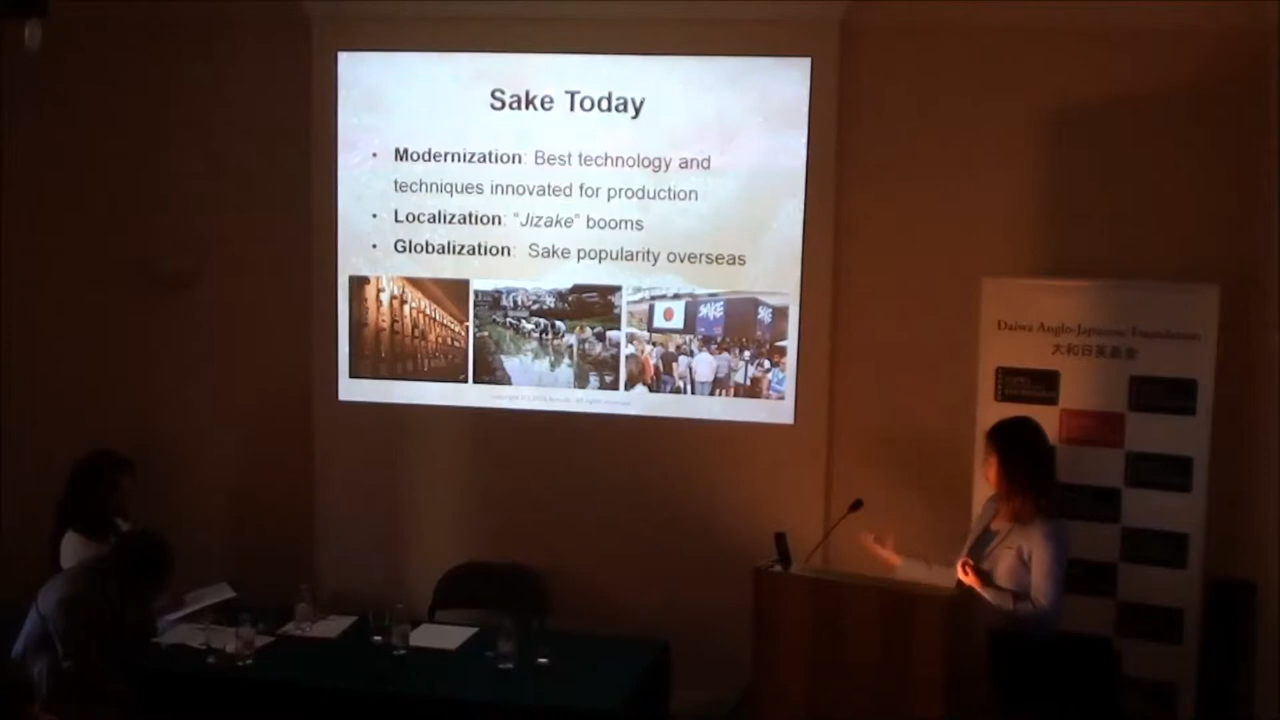 Sake Today
• Modernization: Best technology and
techniques innovated for production
• Localization: “Jizake” booms
• Globalization: Sake popularity overseas
SAKE
Daiwa Anglo-Japanese Foundation
大和日英基金